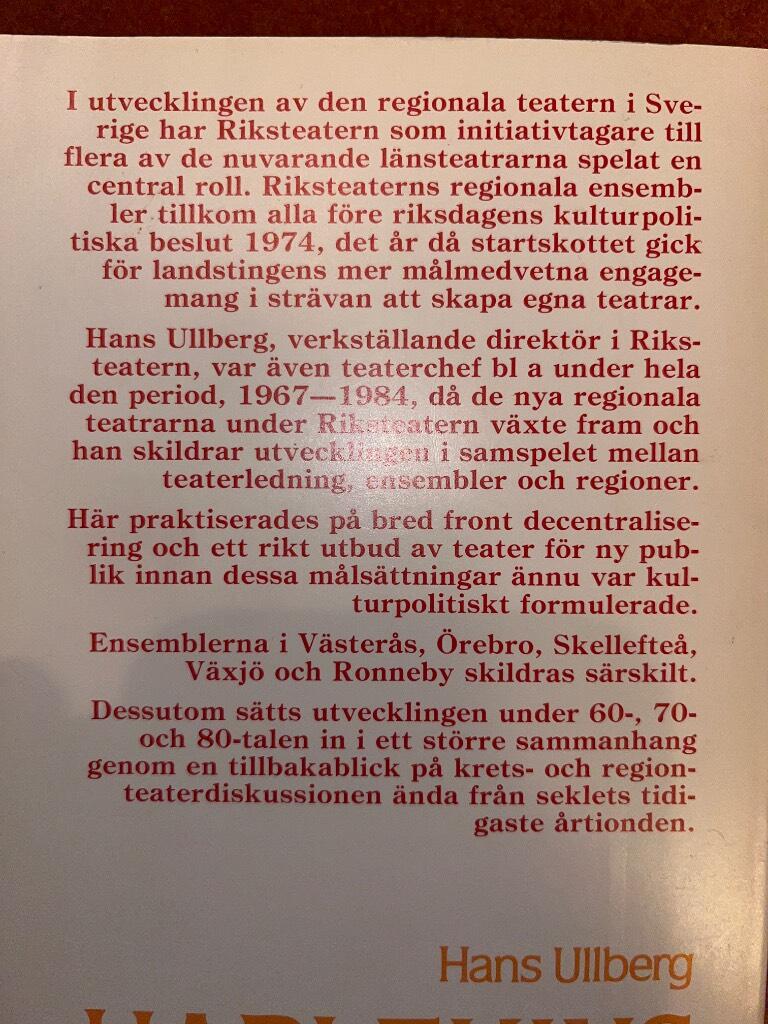 I utvecklingen av den regionala teatern i Sve-
rige har Riksteatern som initiativtagare till
flera av de nuvarande länsteatrarna spelat en
central roll. Riksteaterns regionala ensemb-
ler tillkom alla före riksdagens kulturpoli-
tiska beslut 1974, det år då startskottet gick
för landstingens mer målmedvetna engage-
mang i strävan att skapa egna teatrar.
Hans Ullberg, verkställande direktör i Riks-
teatern, var även teaterchef bl a under hela
den period, 1967—1984, då de nya regionala
teatrarna under Riksteatern växte fram och
han skildrar utvecklingen i samspelet mellan
teaterledning, ensembler och regioner.
Här praktiserades på bred front decentralise-
ring och ett rikt utbud av teater för ny pub-
lik innan dessa målsättningar ännu var kul-
turpolitiskt formulerade.
Ensemblerna i Västerås, Örebro, Skellefteå,
Växjö och Ronneby skildras särskilt.
Dessutom sätts utvecklingen under 60-, 70-
och 80-talen in i ett större sammanhang
genom en tillbakablick på krets- och region-
teaterdiskussionen ända från seklets tidi-
gaste årtionden.
Hans Ullberg